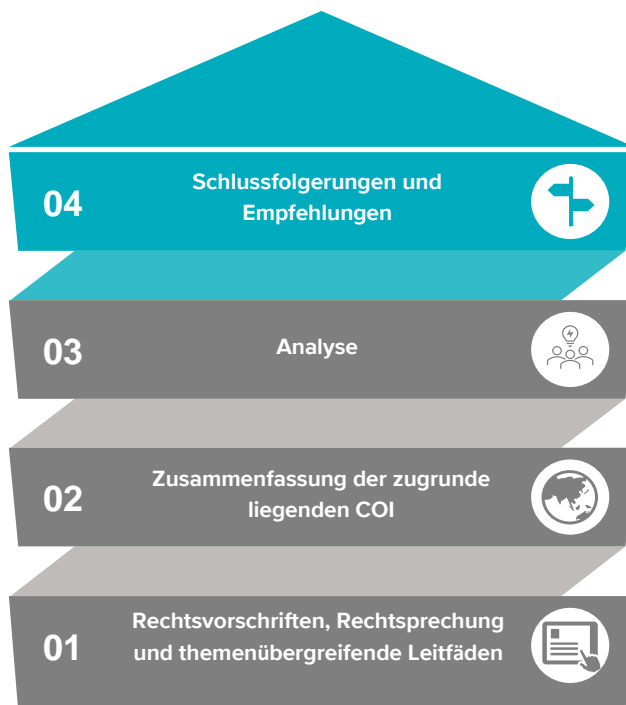 04
Schlussfolgerungen und
Empfehlungen
03
Analyse
02
Zusammenfassung der zugrunde
liegenden COI
01
Rechtsvorschriften, Rechtsprechung
und themenübergreifende Leitfäden